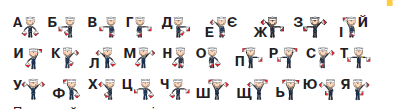 А Б В Г Д Е Є Ж З І Й
И К Л М Н О П Р С Т
У Ф Х Ц Ч Ш Щ Ь Ю Я